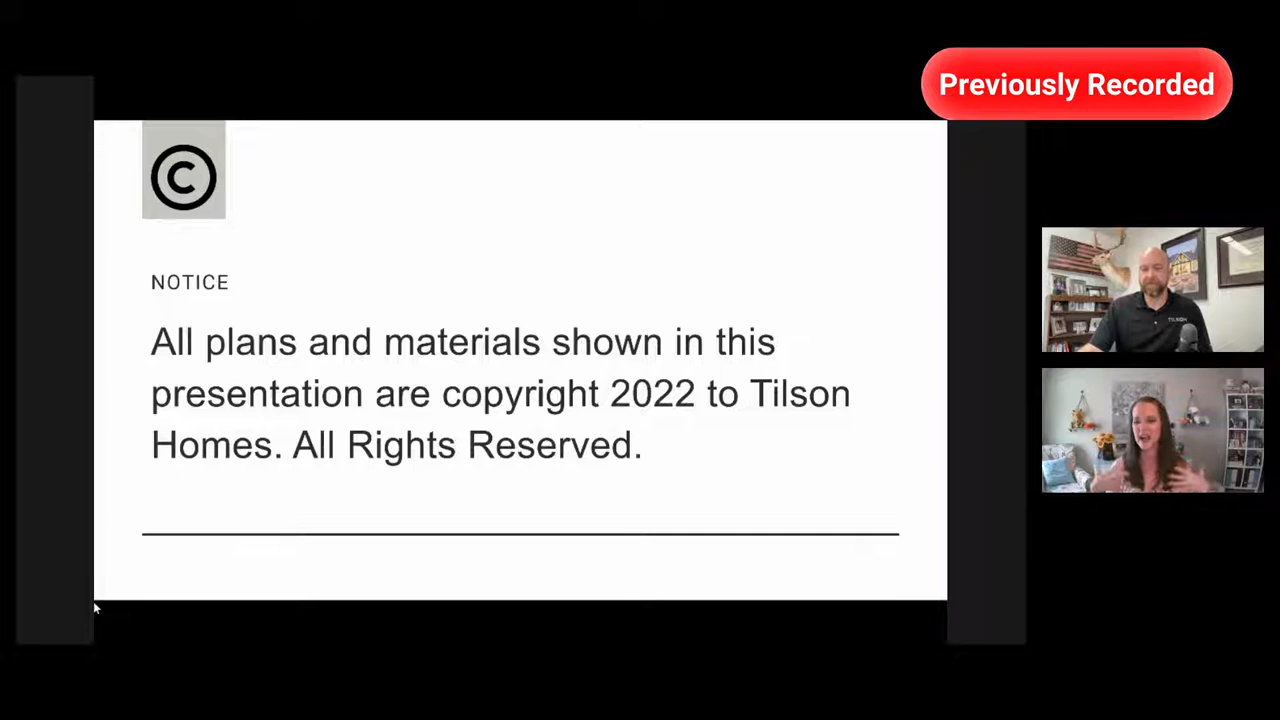 Previously Recorded
©
NOTICE
All plans and materials shown in this
presentation are copyright 2022 to Tilson
Homes. All Rights Reserved.
TILSON